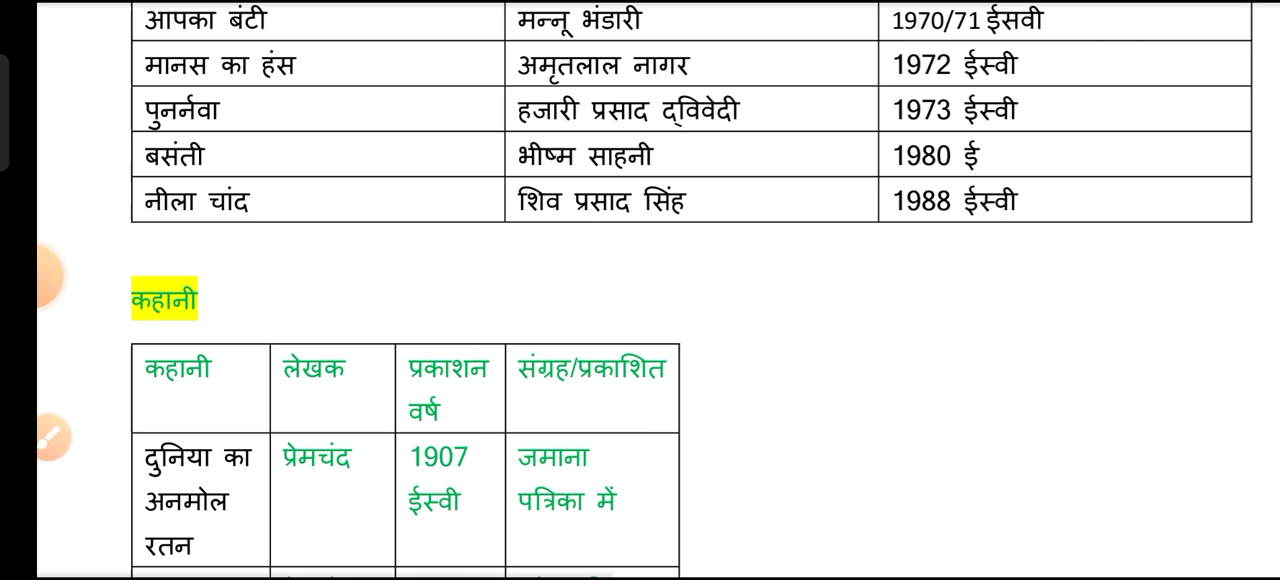 आपका बंटी मन्नू भंडारी 1970/71 ईसवी
मानस का हंस अमृतलाल नागर 1972 ईस्वी
पुनर्नवा हजारी प्रसाद द्विवेदी 1973 ईस्वी
बसंती भीष्म साहनी 1980 ई
नीला चांद शिव प्रसाद सिंह 1988 ईस्वी
कहानी
कहानी लेखक प्रकाशन संग्रह/प्रकाशित
वर्ष
दुनिया का प्रेमचंद 1907 जमाना
अनमोल ईस्वी पत्रिका में
रतन